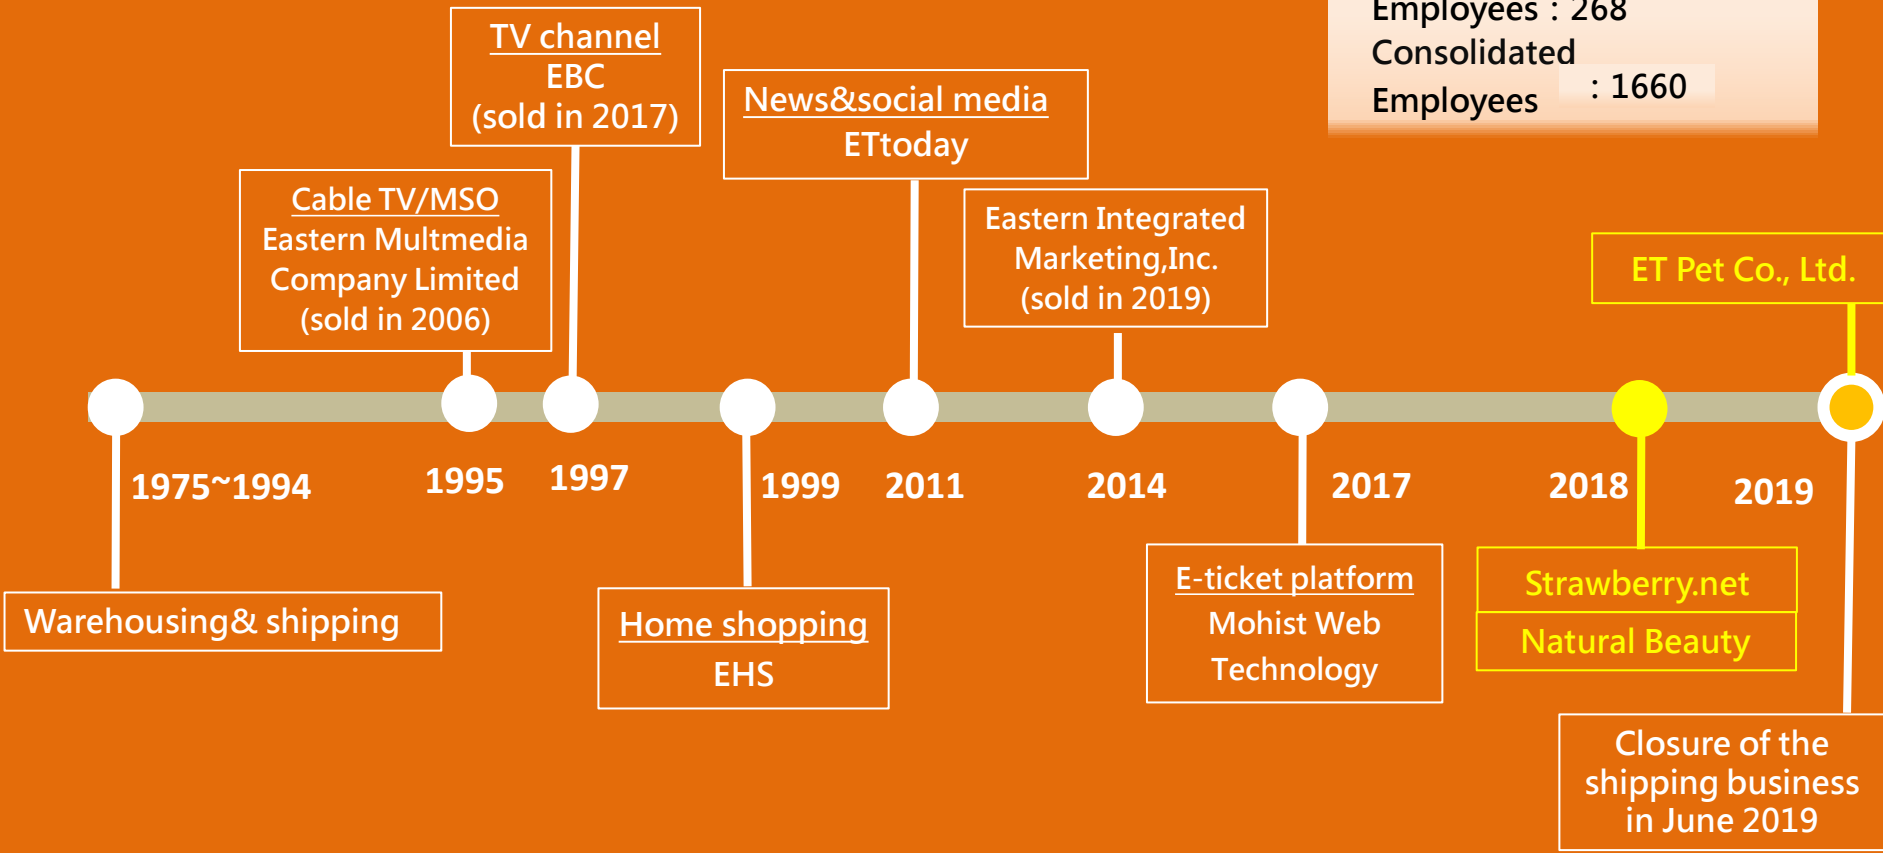 Employees : 268
Consolidated
Employees : 1660
TV channel
EBC
(sold in 2017)
News&social media
ETtoday
Cable TV/MSO
Eastern Multmedia
Company Limited
(sold in 2006)
Eastern Integrated
Marketing,Inc.
(sold in 2019)
ET Pet Co., Ltd.
1975~1994
1995
1997
1999
2011
2014
2017
2018
2019
Warehousing& shipping
Home shopping
EHS
E-ticket platform
Mohist Web
Technology
Strawberry.net
Natural Beauty
Closure of the
shipping business
in June 2019